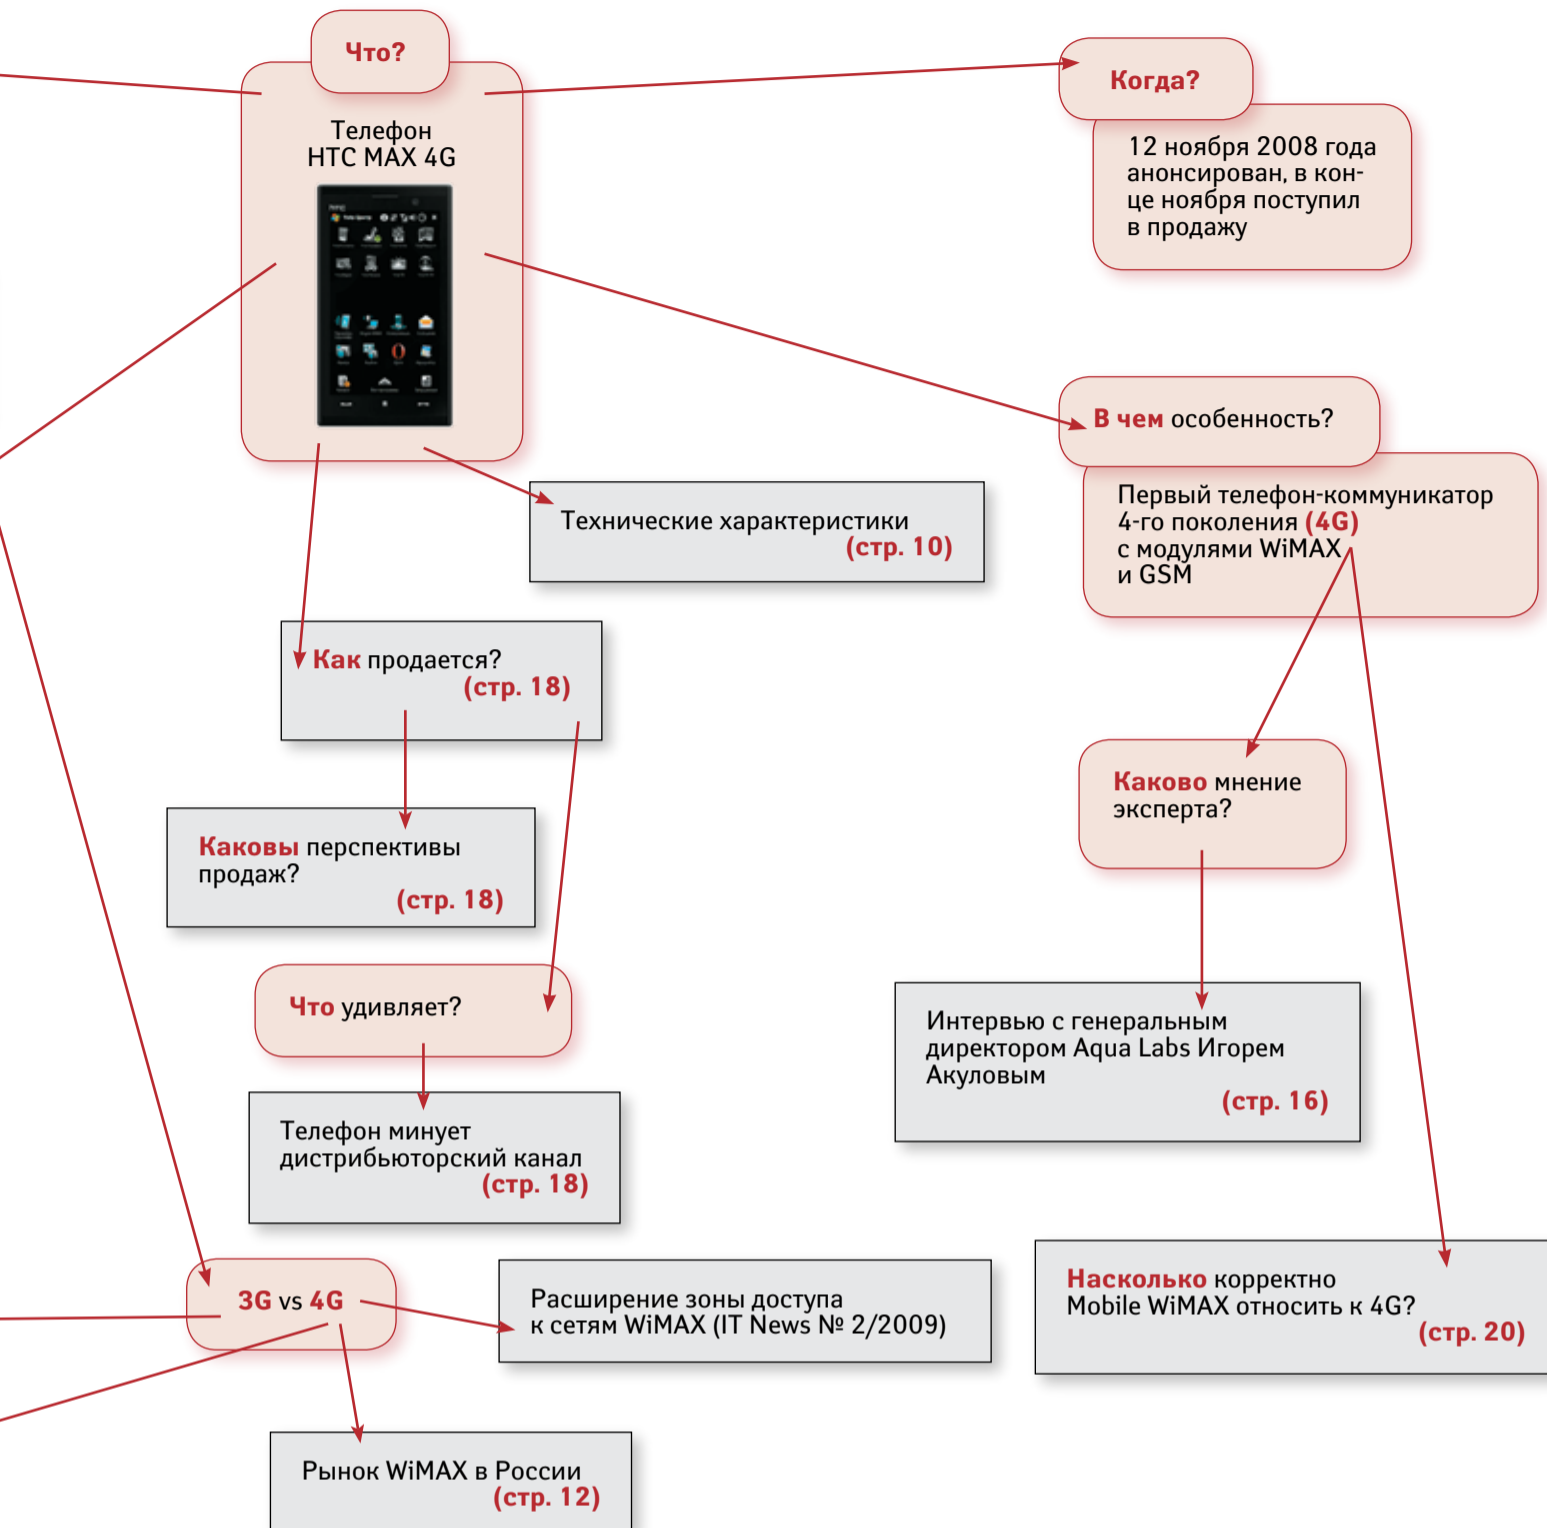 Что?
Телефон
HTC MAX 4G
Когда?
12 ноября 2008 года
анонсирован, в кон-
це ноября поступил
в продажу
В чем особенность?
Первый телефон-коммуникатор
4-го поколения (4G)
с модулями WiMAX
и GSM
Технические характеристики
(стр. 10)
Как продается?
(стр. 18)
Каковы перспективы
продаж?
(стр. 18)
Каково мнение
эксперта?
Что удивляет?
Интервью с генеральным
директором Aqua Labs Игорем
Акуловым
(стр. 16)
Телефон минует
дистрибьюторский канал
(стр. 18)
3G vs 4G
Расширение зоны доступа
к сетям WiMAX (IT News № 2/2009)
Насколько корректно
Mobile WiMAX относить к 4G?
(стр. 20)
Рынок WiMAX в России
(стр. 12)